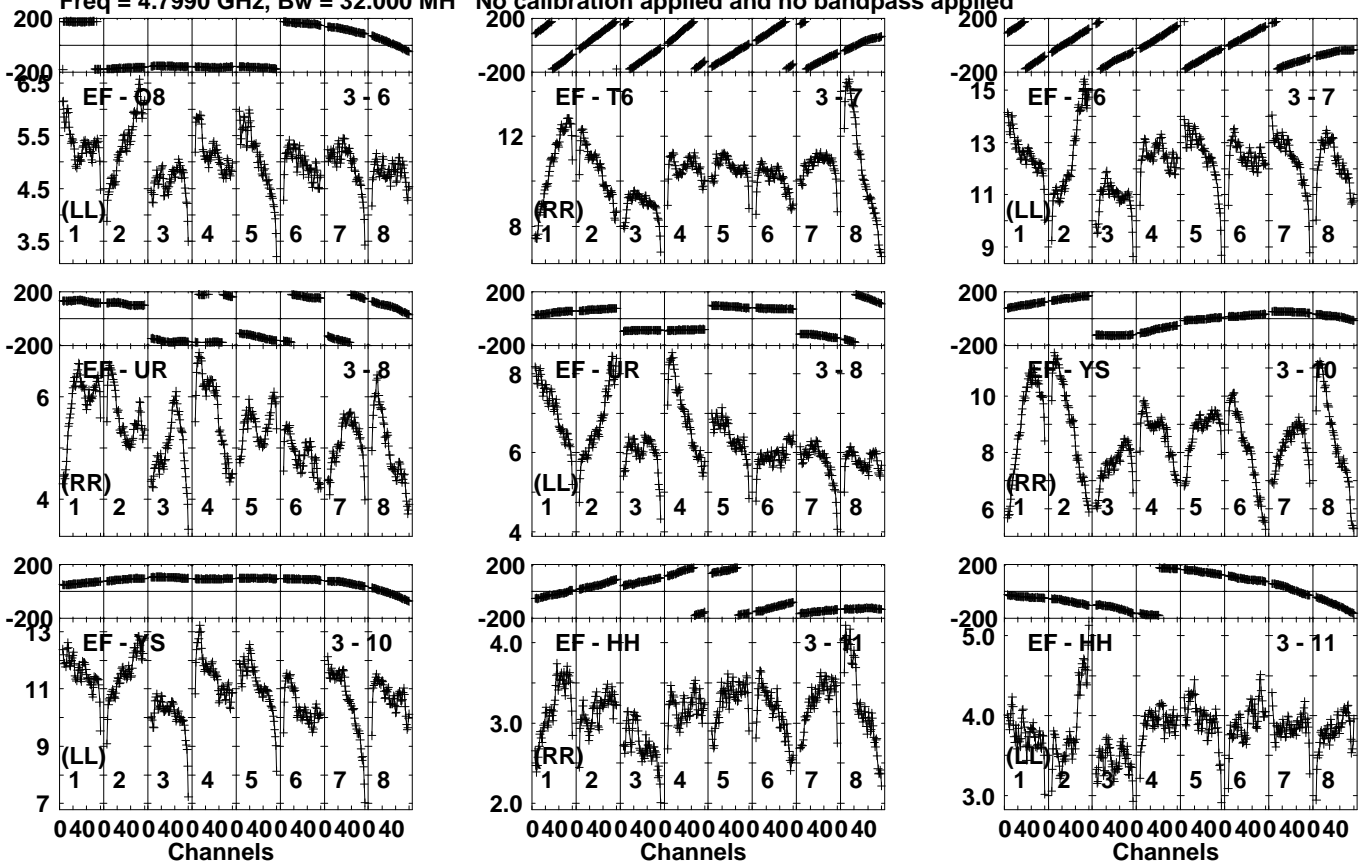 Freq = 4.7990 GHz, Bw = 32.000 MH No calibration applied and no bandpass applied
200 200 200
-200 -200 -200
6.5 EF - O8 3 - 6 EF - T6 3 - 7 15 EF - T6 3 - 7
5.5 12 13
4.5 11
(LL) 8 (RR) (LL)
3.5 1 2 3 4 5 6 7 8 1 2 3 4 5 6 7 8 9 1 2 3 4 5 6 7 8
200 200 200
-200 -200 -200
EF - UR 3 - 8 8 EF - UR 3 - 8 EF - YS 3 - 10
6 10
6 8
4 (RR) (LL) (RR)
1 2 3 4 5 6 7 8 4 1 2 3 4 5 6 7 8 6 1 2 3 4 5 6 7 8
200 200 200
-200 -200 -200
13 EF - YS 3 - 10 4.0 EF - HH 3 - 11 5.0 EF - HH 3 - 11
11 3.0 4.0
9 (LL) (RR) (LL)
1 2 3 4 5 6 7 8 1 2 3 4 5 6 7 8 1 2 3 4 5 6 7 8
7 2.0 3.0
0 40 0 40 0 40 0 40 0 40 0 40 0 40 0 40 0 40 0 40 0 40 0 40 0 40 0 40 0 40 0 40 0 40 0 40 0 40 0 40 0 40 0 40 0 40 0 40
Channels Channels Channels